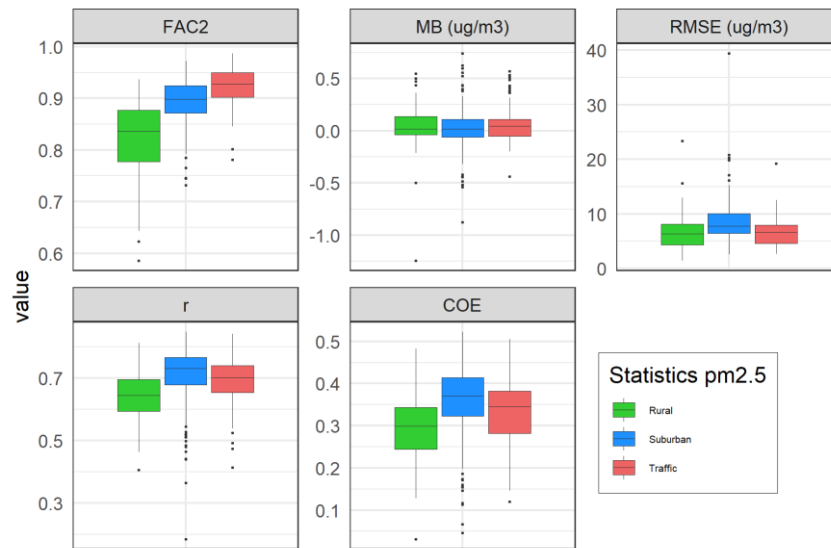 FAC2
MB (ug/m3)
RMSE (ug/m3)
1.0
0.9
0.8
0.7
0.6
0.5
0.0
-0.5
-1.0
40
30
20
10
0
value
r
COE
0.7
0.5
0.3
0.5
0.4
0.3
0.2
0.1
Statistics pm2.5
Rural
Suburban
Traffic